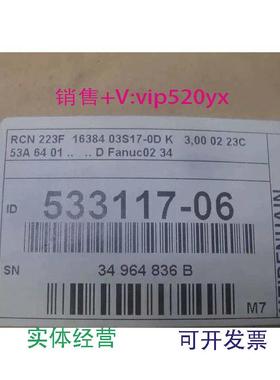 销售+V:vip520yx
RCN 223F 16384 03S17-0D K 3,00 02 23C
53A 64 01 .. .. D Fanuc02 34
ID 533117-06
SN 34 964 836 B
M7
实体经营 可开发票